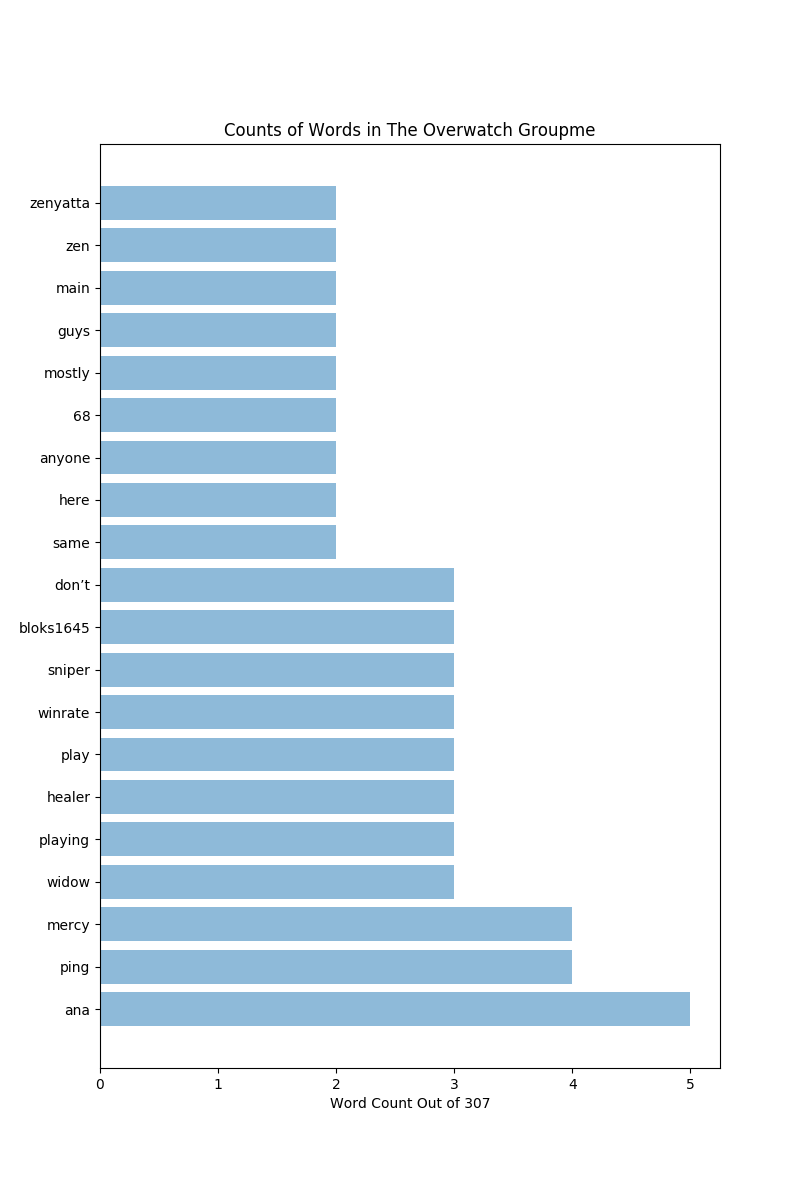 Counts of Words in The Overwatch Groupme
zenyatta
zen
main
guys
mostly
68
anyone
here
same
don’t
bloks1645
sniper
winrate
play
healer
playing
widow
mercy
ping
ana
0 1 2 3 4 5
Word Count Out of 307